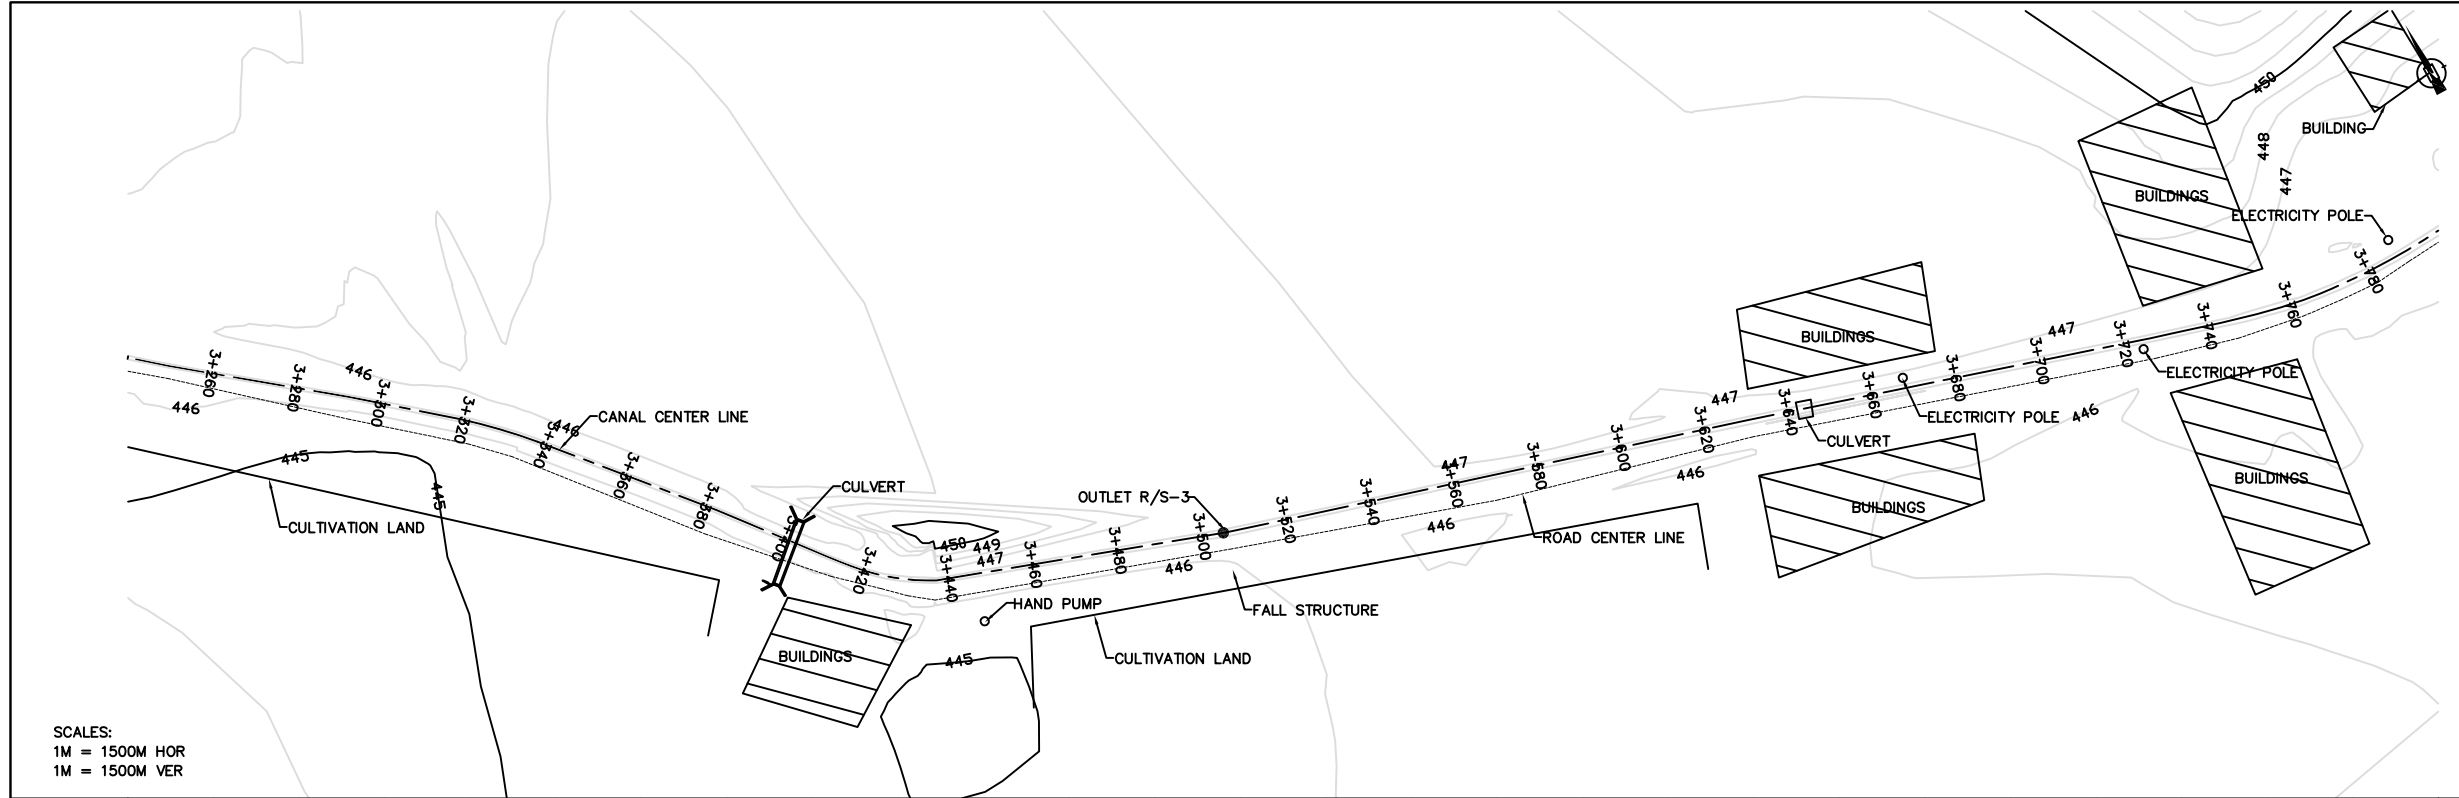 450
BUILDING
448
447
BUILDINGS
ELECTRICITY POLE
3+780
3+760
3+740
3+720
447
3+700
3+680
ELECTRICITY POLE
BUILDINGS
3+660
ELECTRICITY POLE
446
3+640
CULVERT
447
3+620
3+600
446
BUILDINGS
BUILDINGS
3+260
3+280
446
3+300
446
3+320
3+340
446
CANAL CENTER LINE
445
445
3+360
3+380
CULVERT
CULTIVATION LAND
3+400
3+420
450
449
447
3+440
3+460
3+480
OUTLET R/S-3
3+500
3+520
3+540
447
3+560
3+580
446
446
ROAD CENTER LINE
HAND PUMP
FALL STRUCTURE
BUILDINGS
445
CULTIVATION LAND
SCALES:
1M = 1500M HOR
1M = 1500M VER